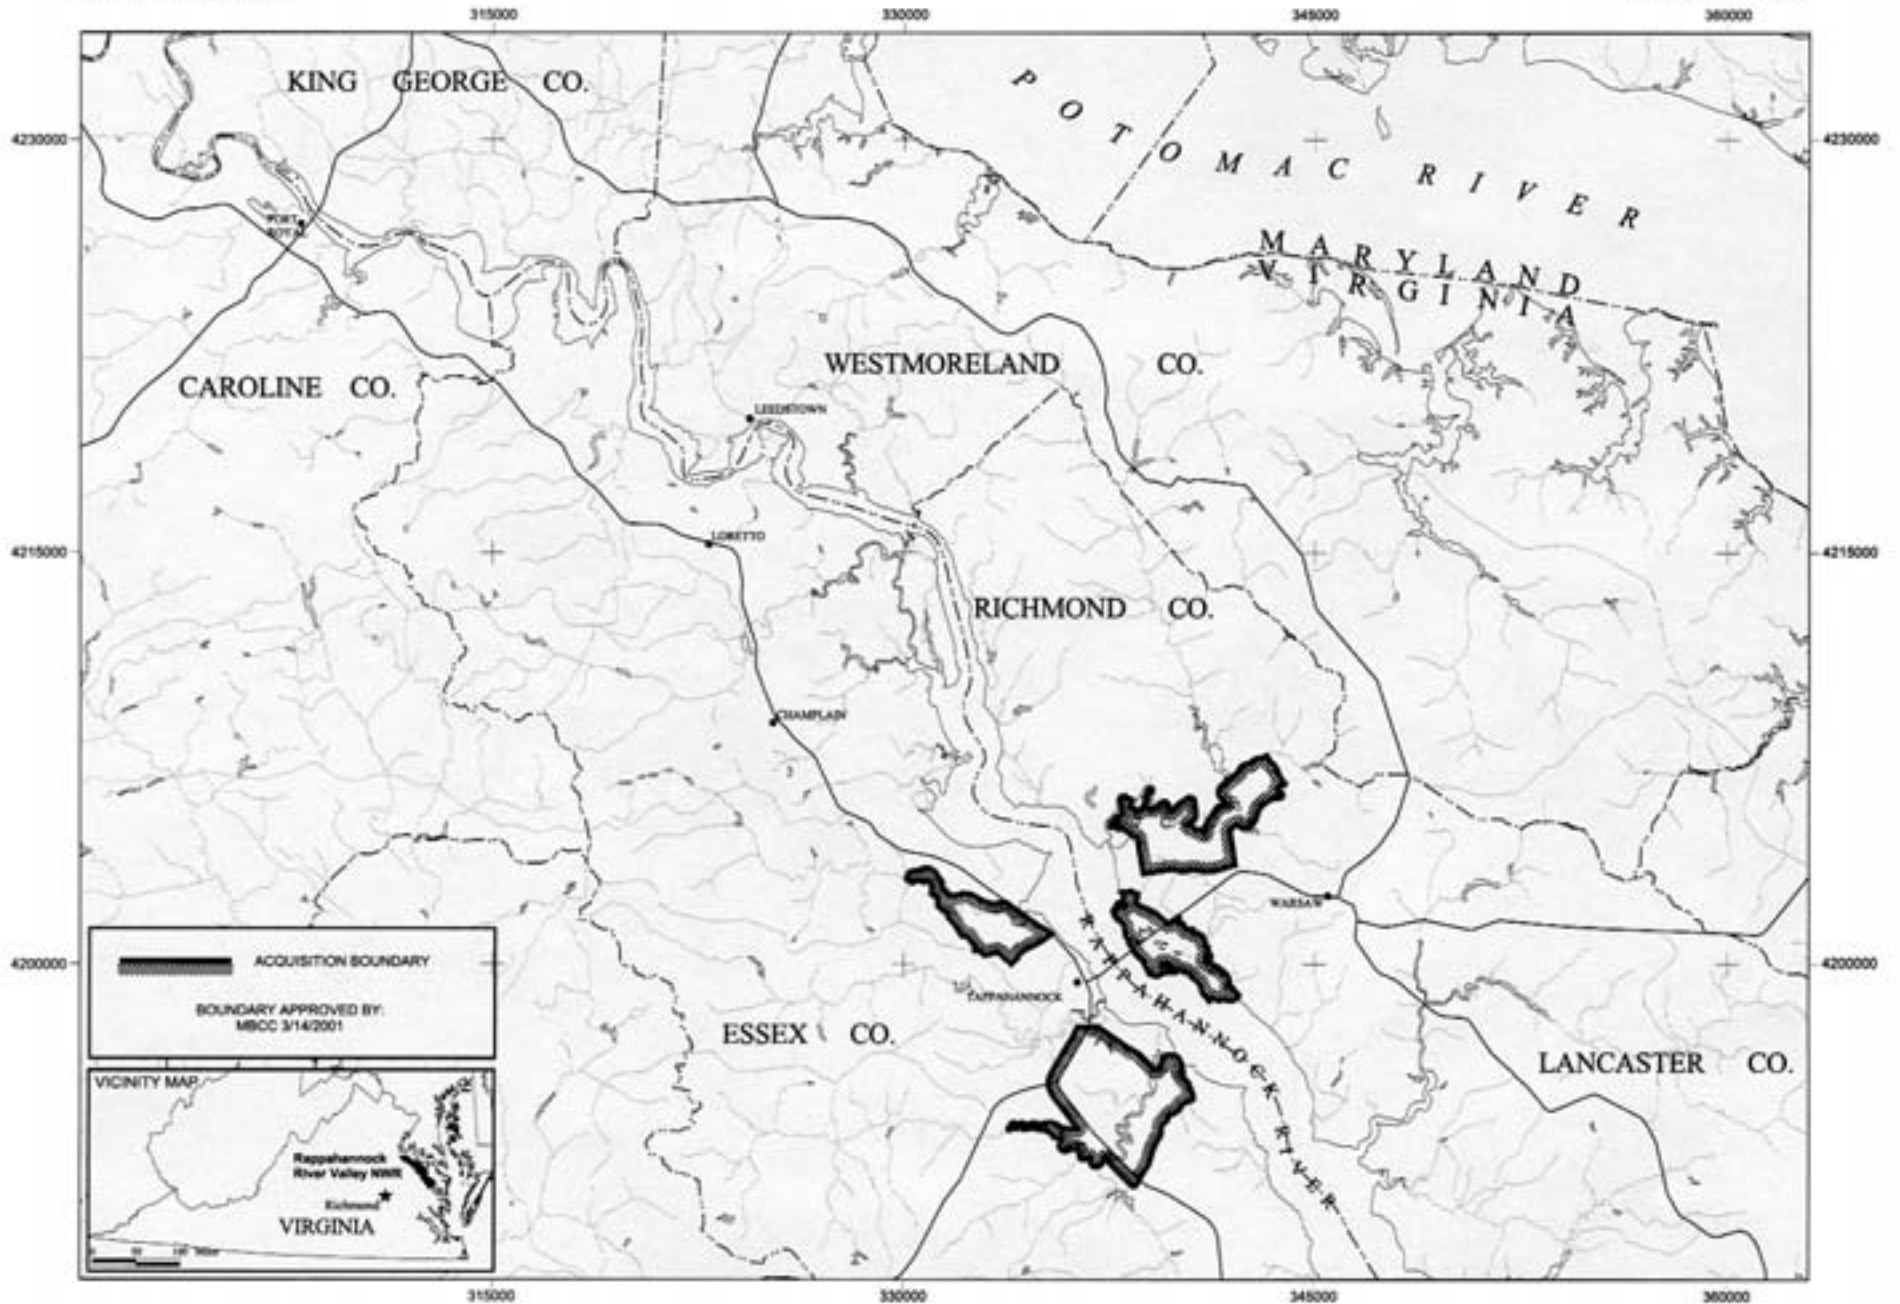 315000 330000 345000 360000
KING GEORGE CO.
POTOMAC RIVER
4230000 4230000
PORT
ROYAL
MARYLAND
VIRGINIA
WESTMORELAND CO.
CAROLINE CO.
LEEDSTOWN
LORETTO
4215000 4215000
RICHMOND CO.
CHAMPLAIN
WARSAW
RAPPAHANNOCK RIVER
4200000 4200000
TAPPAHANNOCK
ESSEX CO.
LANCASTER CO.
ACQUISITION BOUNDARY
BOUNDARY APPROVED BY:
MBCC 3/14/2001
VICINITY MAP
Rappahannock
River Valley NWR
Richmond
VIRGINIA
315000 330000 345000 360000